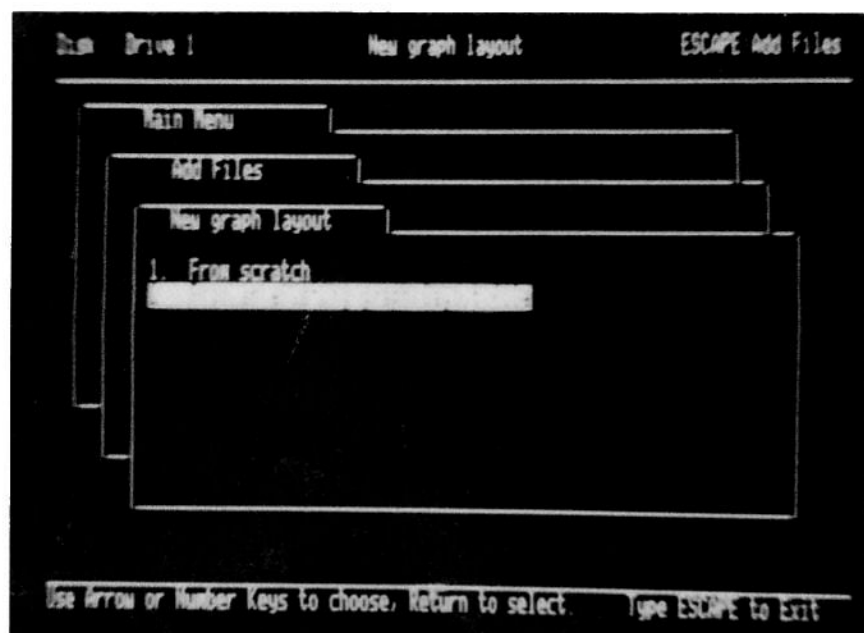 Disk Drive 1 New graph layout ESCAPE Add Files
Main Menu
Add Files
New graph layout
1. From scratch
Use Arrow or Number Keys to choose, Return to select. Type ESCAPE to Exit